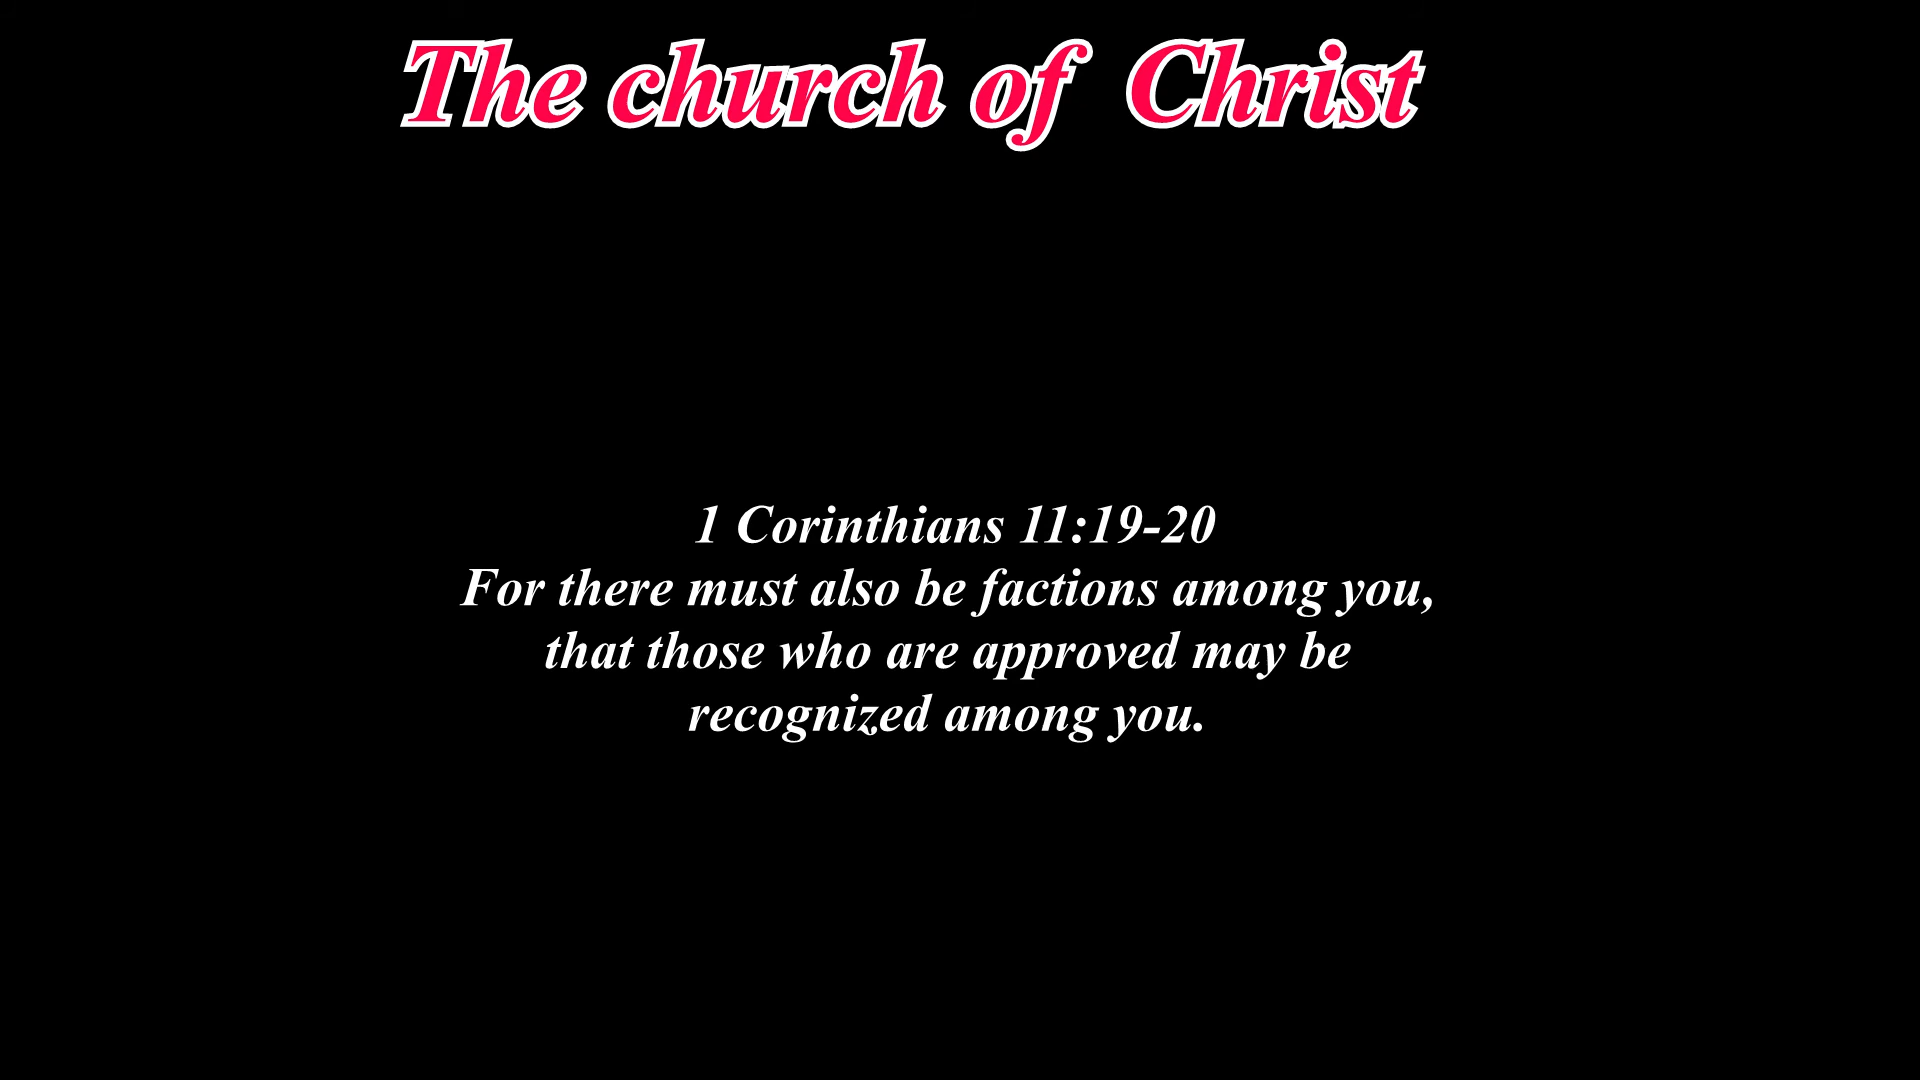 The church of Christ
1 Corinthians 11:19-20
For there must also be factions among you,
that those who are approved may be
recognized among you.